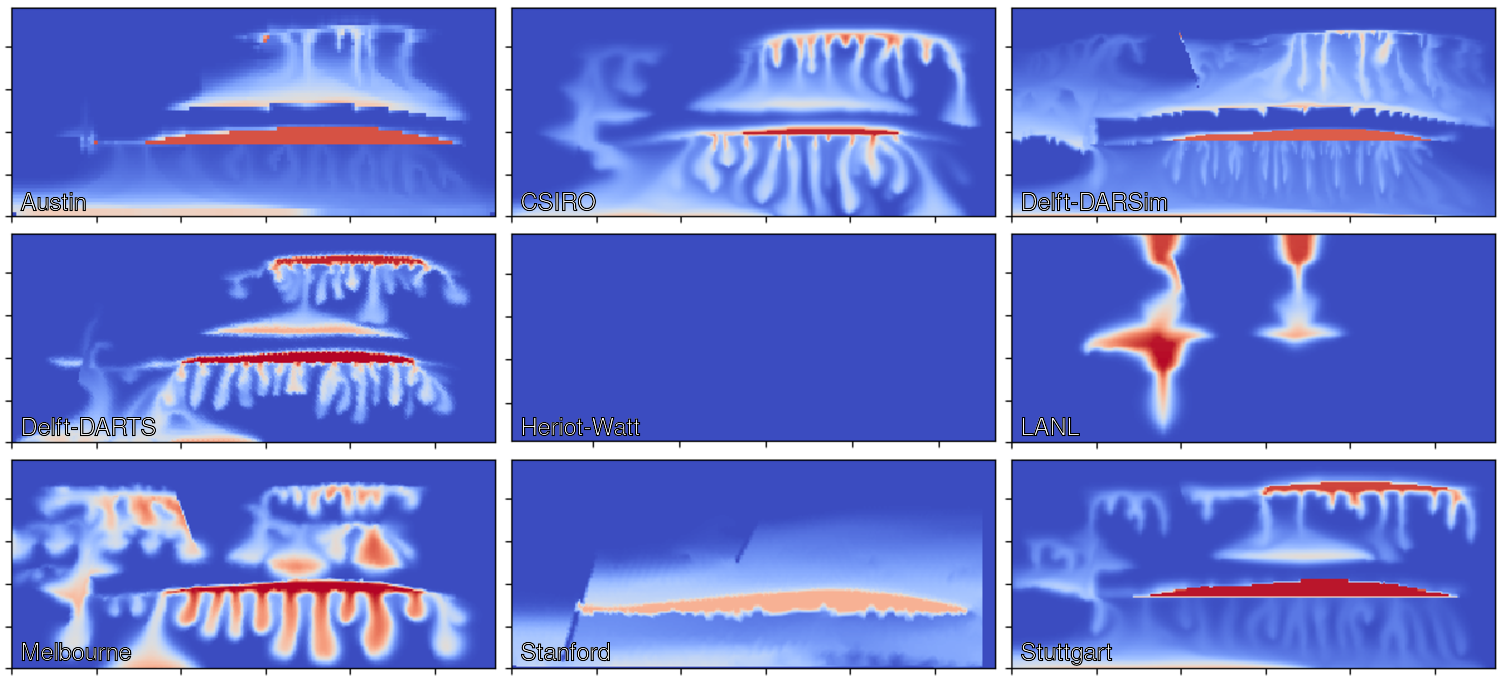 Austin
CSIRO
Delft-DARSim
Delft-DARTS
Heriot-Watt
LANL
Melbourne
Stanford
Stuttgart